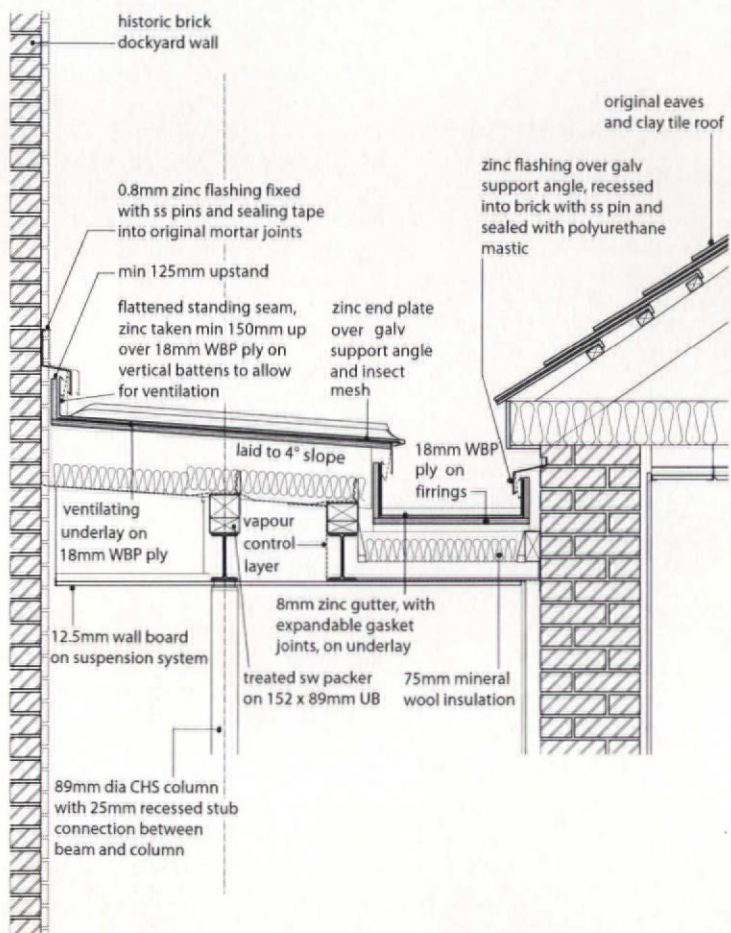 historic brick
dockyard wall
original eaves
and clay tile roof
zinc flashing over galv
support angle, recessed
into brick with ss pin and
sealed with polyurethane
mastic
0.8mm zinc flashing fixed
with ss pins and sealing tape
into original mortar joints
min 125mm upstand
flattened standing seam,
zinc taken min 150mm up
over 18mm WBP ply on
vertical battens to allow
for ventilation
zinc end plate
over galv
support angle
and insect
mesh
laid to 4° slope
18mm WBP
ply on
firrings
ventilating
underlay on
18mm WBP ply
vapour
control
layer
8mm zinc gutter, with
expandable gasket
joints, on underlay
12.5mm wall board
on suspension system
treated sw packer
on 152 x 89mm UB
75mm mineral
wool insulation
89mm dia CHS column
with 25mm recessed stub
connection between
beam and column